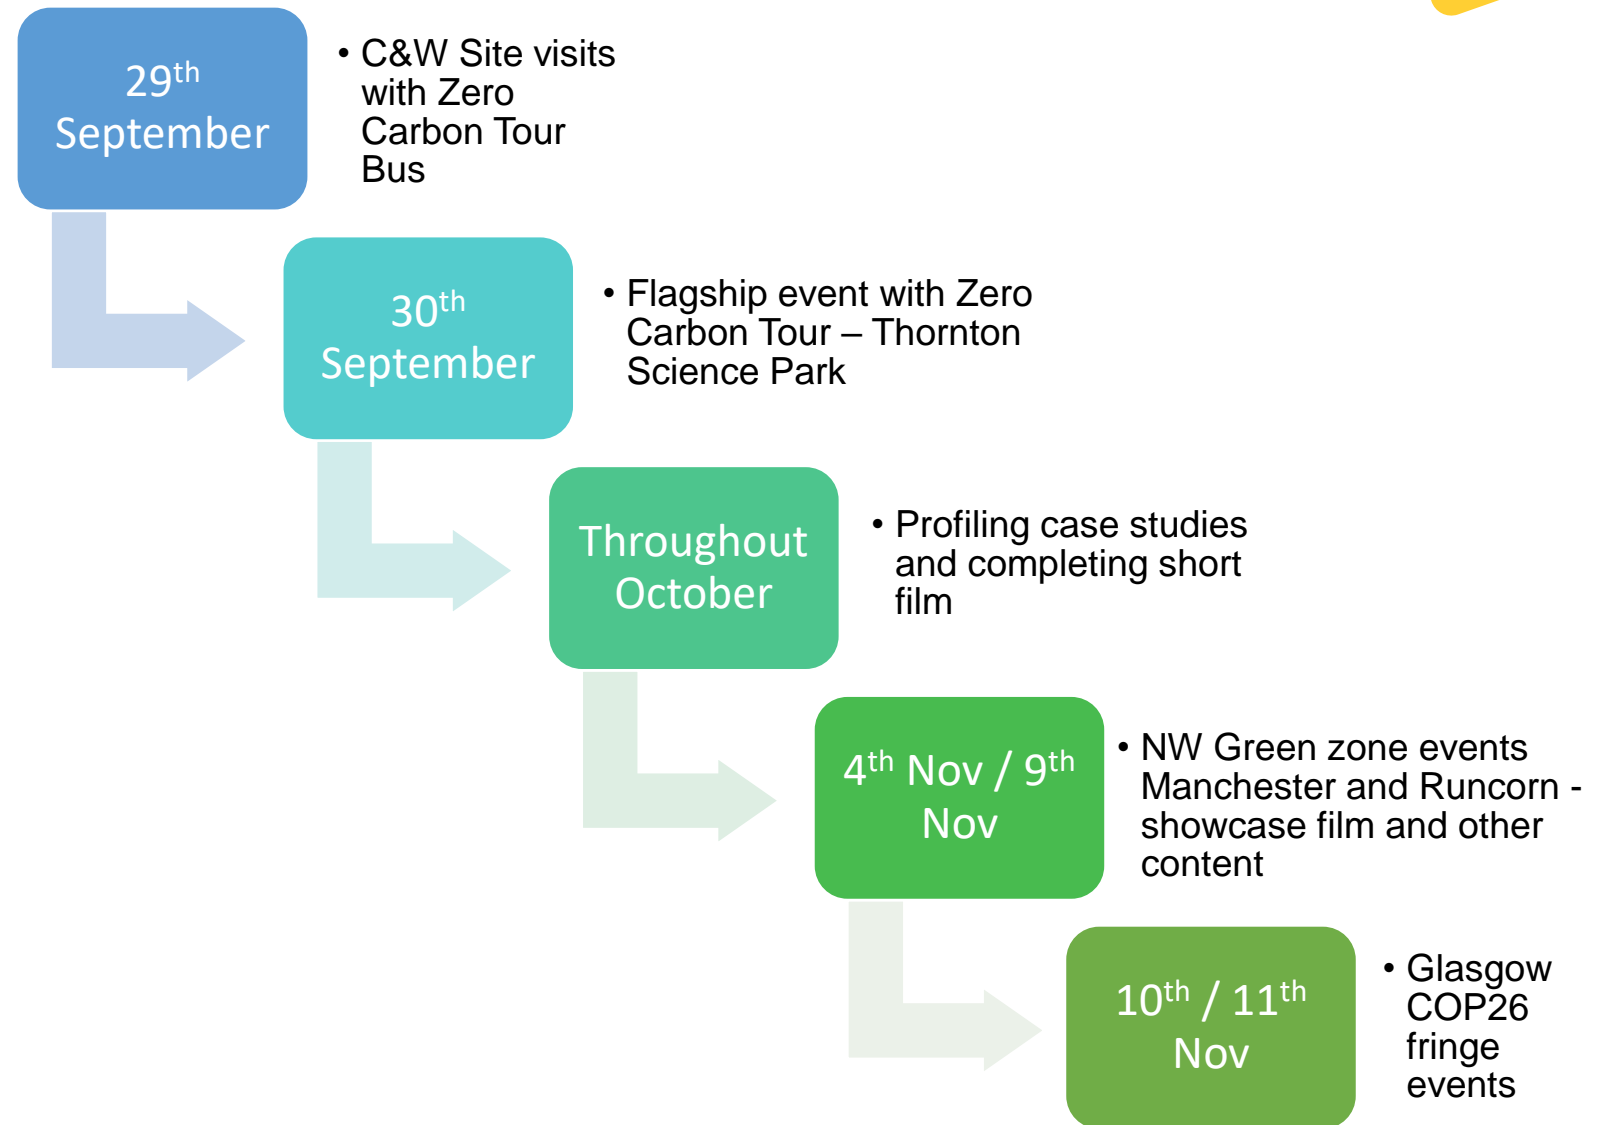 29th
September
• C&W Site visits
with Zero
Carbon Tour
Bus
30th
September
• Flagship event with Zero
Carbon Tour – Thornton
Science Park
Throughout
October
• Profiling case studies
and completing short
film
4th Nov / 9th
Nov
• NW Green zone events
Manchester and Runcorn -
showcase film and other
content
10th / 11th
Nov
• Glasgow
COP26
fringe
events